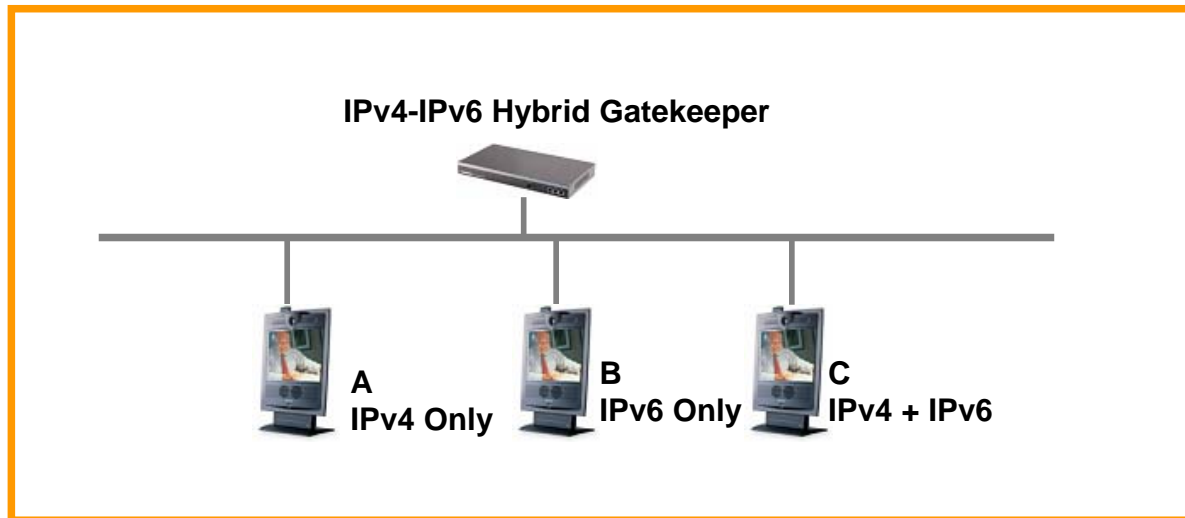 IPv4-IPv6 Hybrid Gatekeeper
A
IPv4 Only
B
IPv6 Only
C
IPv4 + IPv6